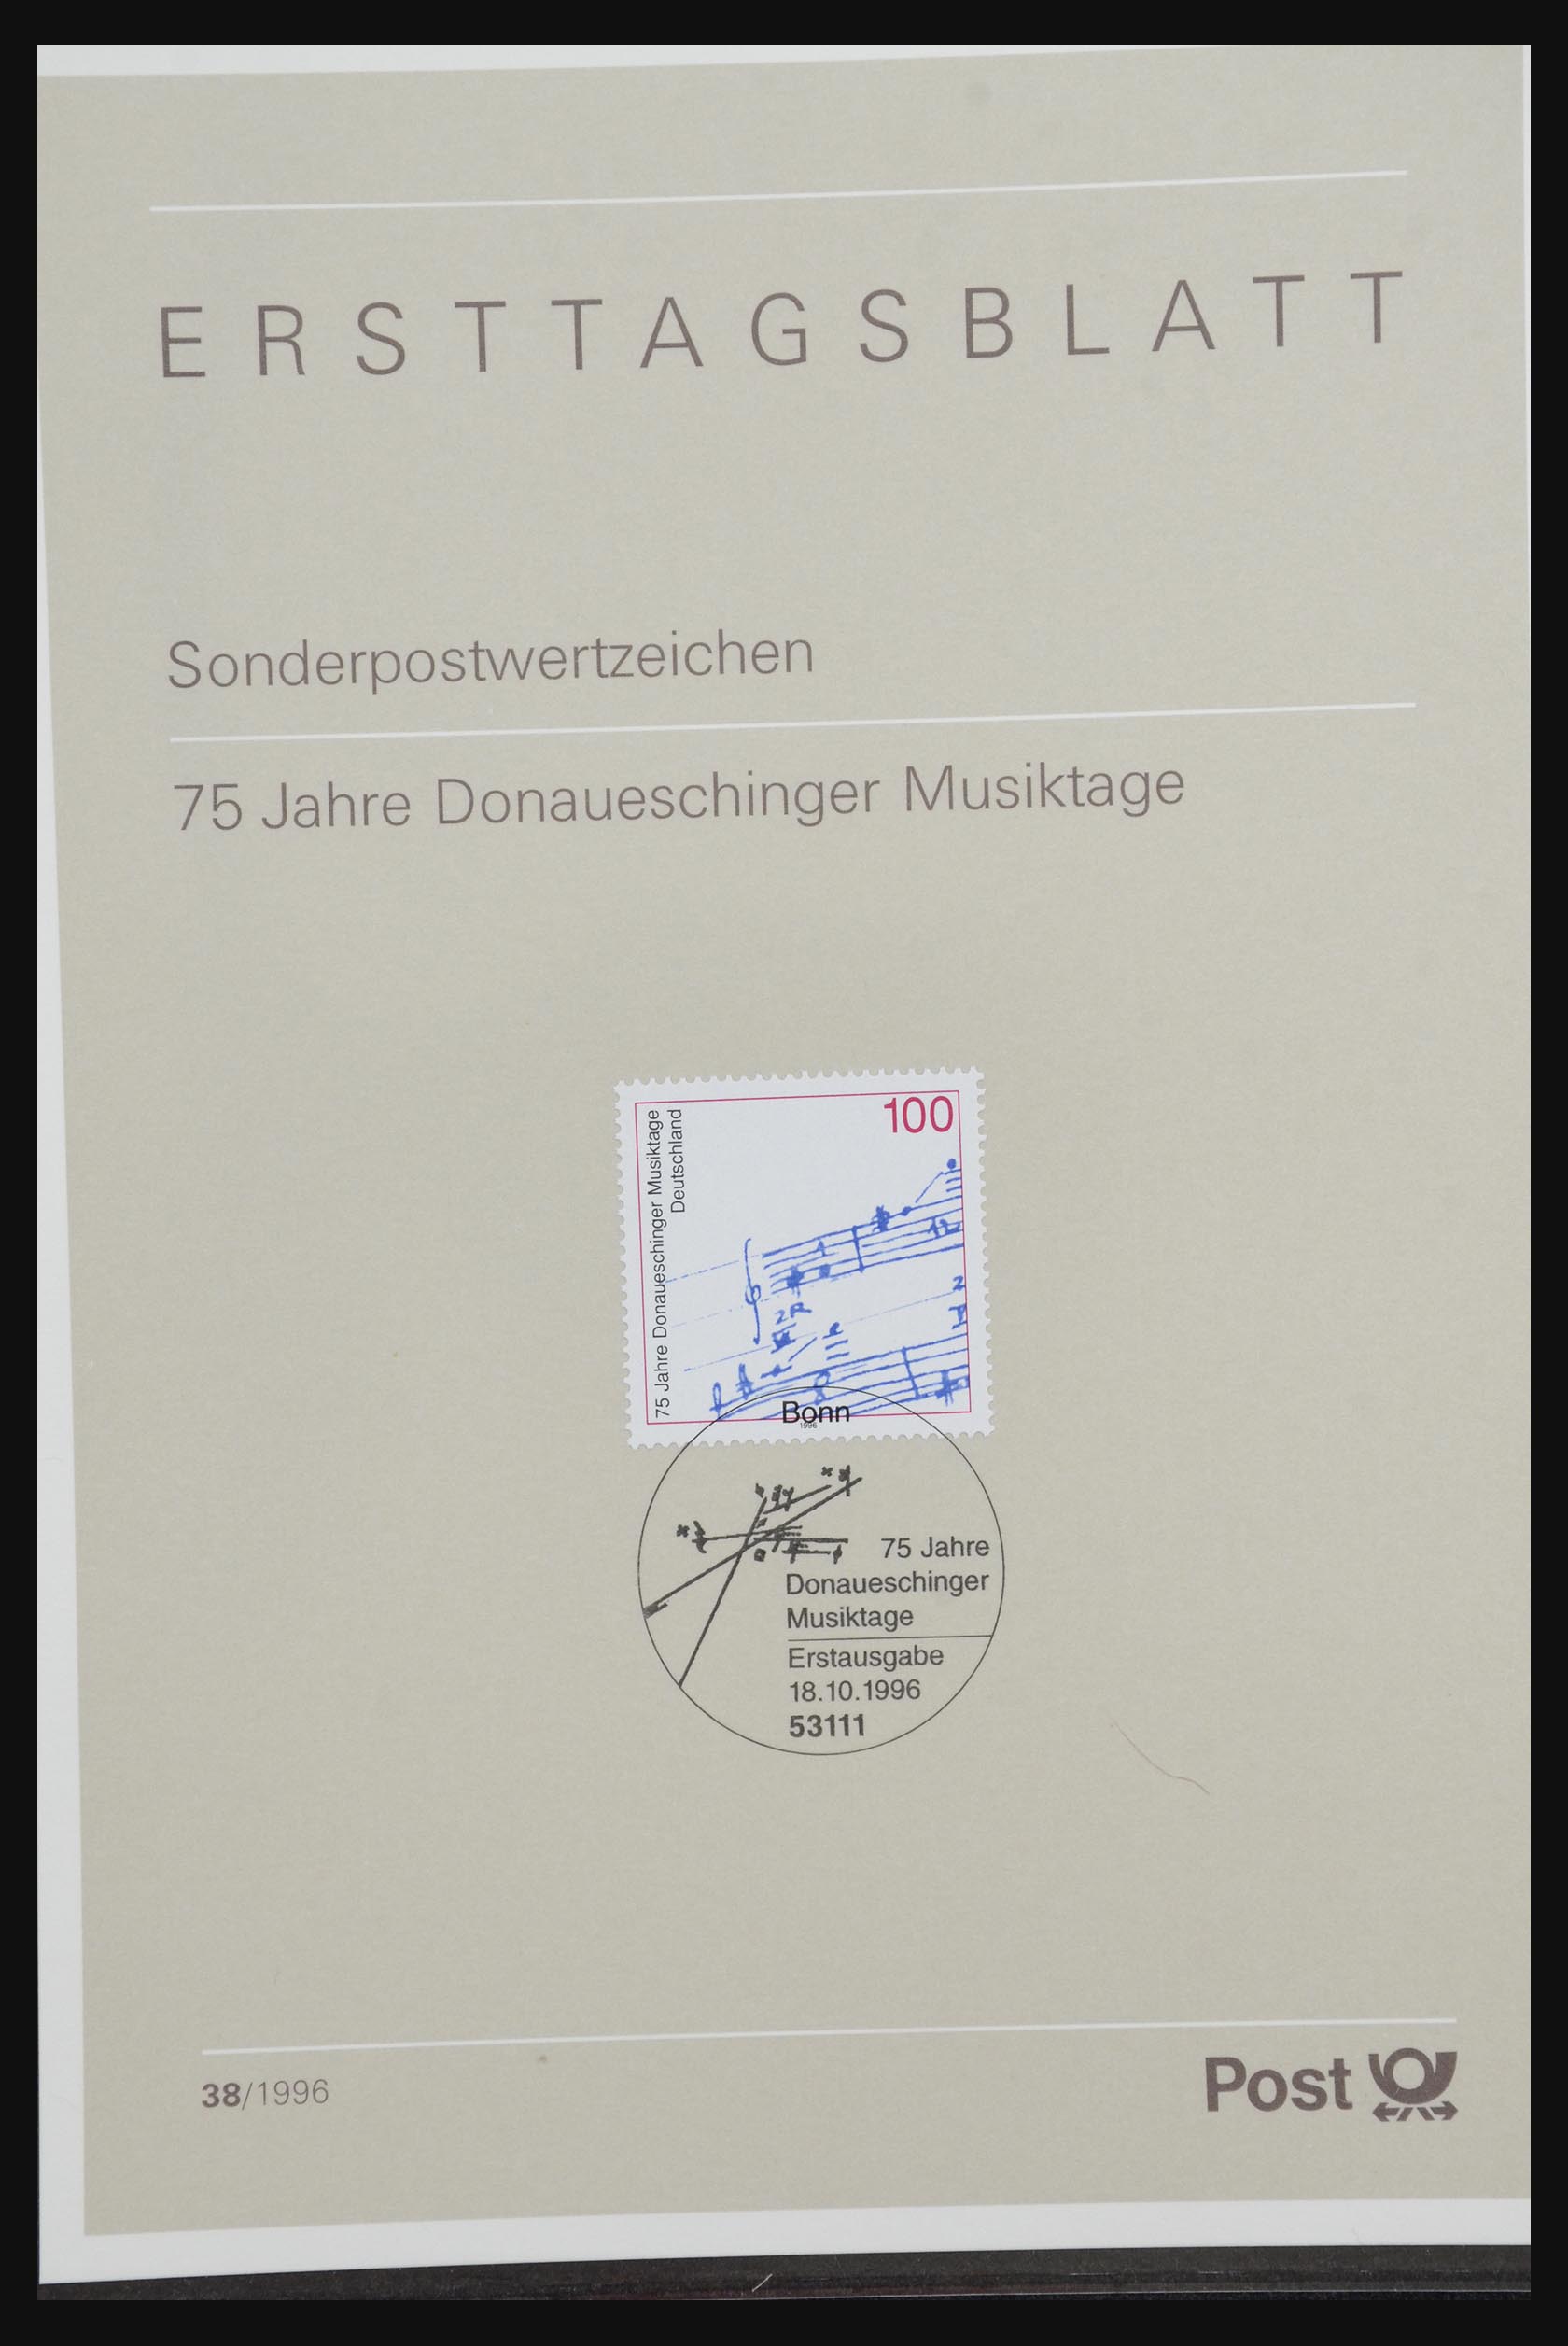 ERSTTAGSBLATT
Sonderpostwertzeichen
75 Jahre Donaueschinger Musiktage
75 Jahre Donaueschinger Musiktage
Deutschland
100
Bonn
1996
75 Jahre
Donaueschinger
Musiktage
Erstausgabe
18.10.1996
53111
38/1996
Post